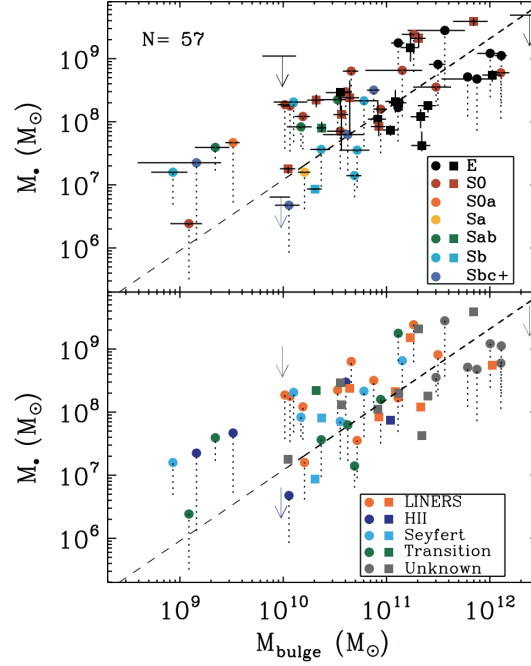 N= 57
10⁹
10⁸
10⁷
10⁶
M• (M⊙)
E
S0
S0a
Sa
Sab
Sb
Sbc+
10⁹
10⁸
10⁷
10⁶
M• (M⊙)
LINERS
HII
Seyfert
Transition
Unknown
10⁹ 10¹⁰ 10¹¹ 10¹²
Mbulge (M⊙)